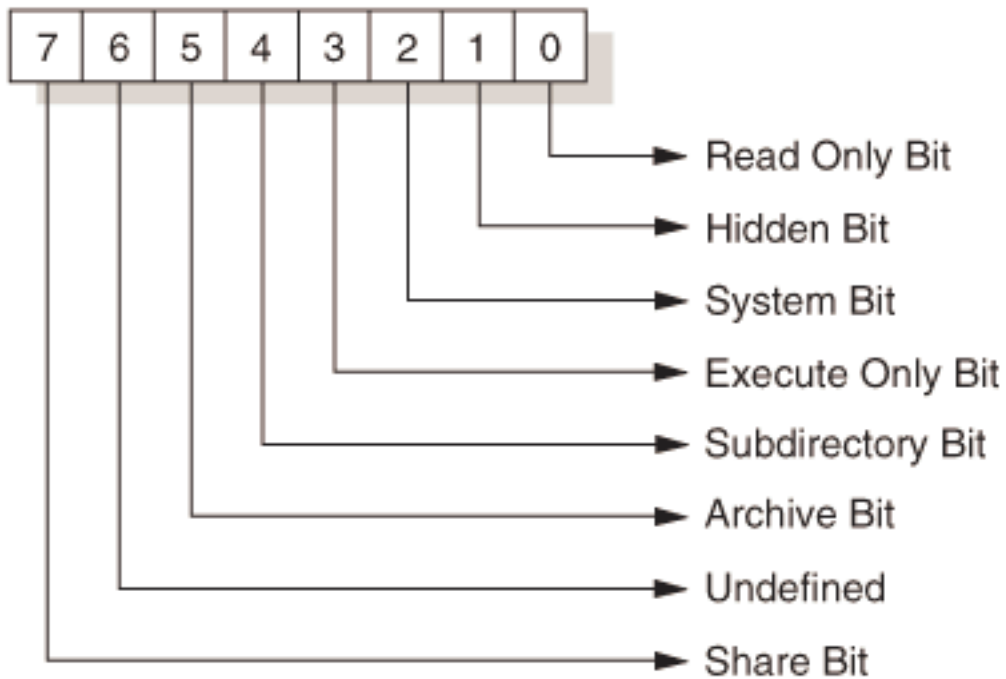 7 6 5 4 3 2 1 0
Read Only Bit
Hidden Bit
System Bit
Execute Only Bit
Subdirectory Bit
Archive Bit
Undefined
Share Bit